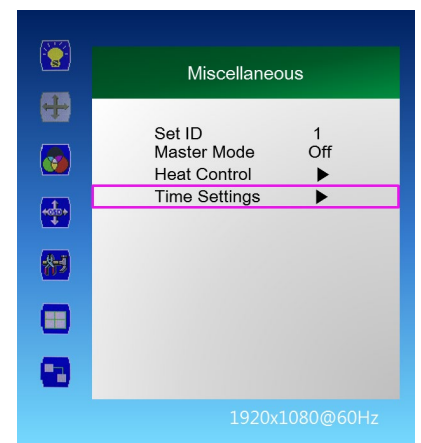 Miscellaneous
Set ID 1
Master Mode Off
Heat Control ▶
Time Settings ▶
1920x1080@60Hz